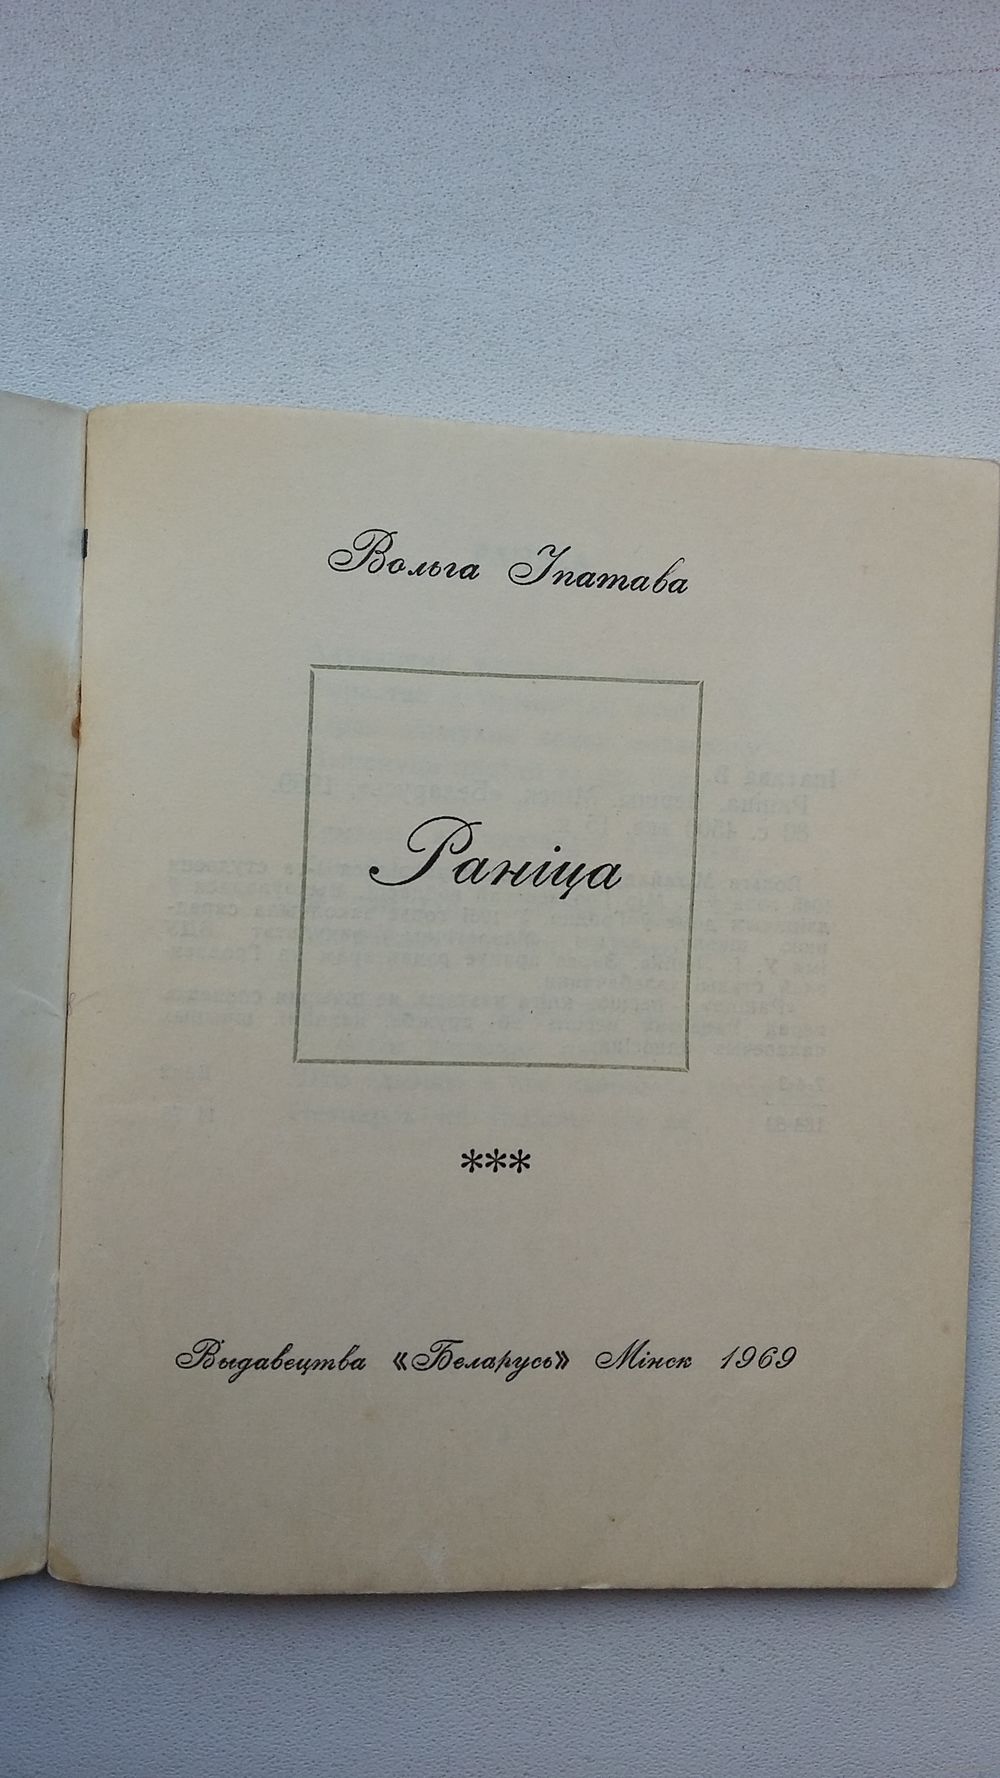 Вольга Іпатава
Раніца
***
Выдавецтва «Беларусь» Мінск 1969